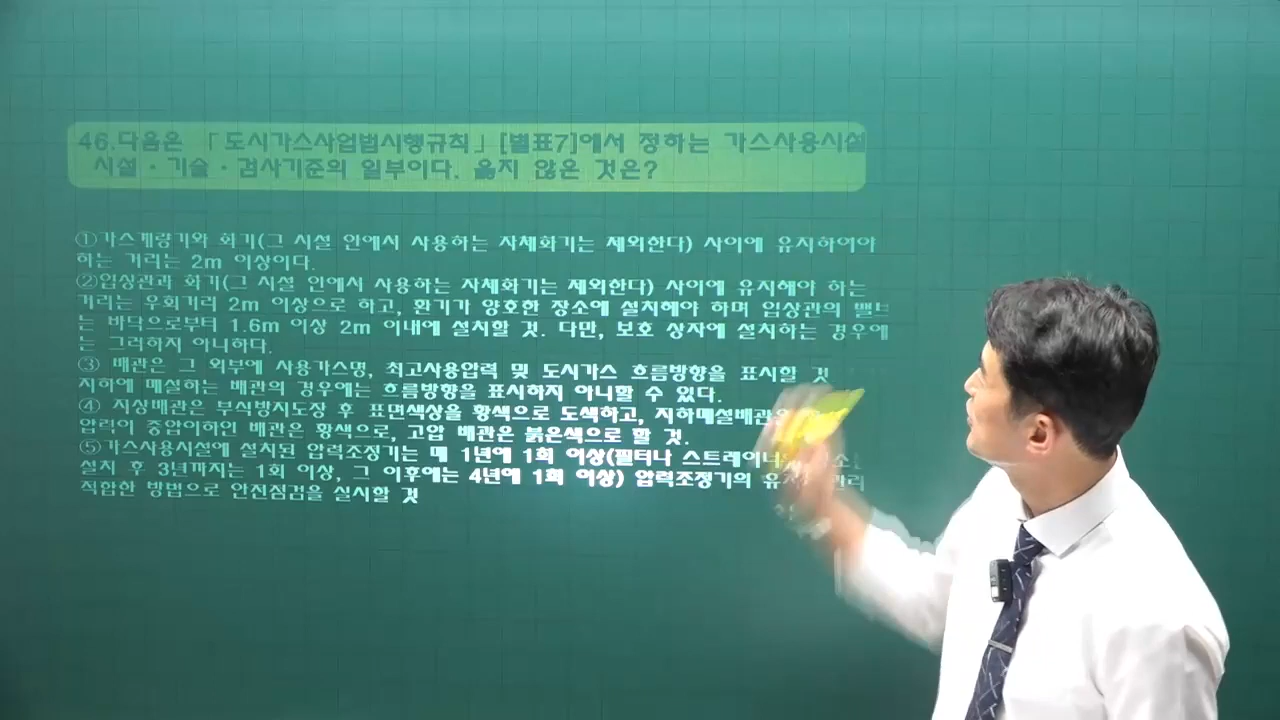 46.다음은 「도시가스사업법시행규칙」[별표7]에서 정하는 가스사용시설
시설·기술·검사기준의 일부이다. 옳지 않은 것은?
①가스계량기와 화기(그 시설 안에서 사용하는 자체화기는 제외한다) 사이에 유지하여야
하는 거리는 2m 이상이다.
②입상관과 화기(그 시설 안에서 사용하는 자체화기는 제외한다) 사이에 유지해야 하는
거리는 우회거리 2m 이상으로 하고, 환기가 양호한 장소에 설치해야 하며 입상관의 밸브
는 바닥으로부터 1.6m 이상 2m 이내에 설치할 것. 다만, 보호 상자에 설치하는 경우에
는 그러하지 아니하다.
③ 배관은 그 외부에 사용가스명, 최고사용압력 및 도시가스 흐름방향을 표시할 것
지하에 매설하는 배관의 경우에는 흐름방향을 표시하지 아니할 수 있다.
④ 지상배관은 부식방지도장 후 표면색상을 황색으로 도색하고, 지하매설배관은
압력이 중압이하인 배관은 황색으로, 고압 배관은 붉은색으로 할 것.
⑤가스사용시설에 설치된 압력조정기는 매 1년에 1회 이상(필터나 스트레이너
설치 후 3년까지는 1회 이상, 그 이후에는 4년에 1회 이상) 압력조정기의 관리
적합한 방법으로 안전점검을 실시할 것